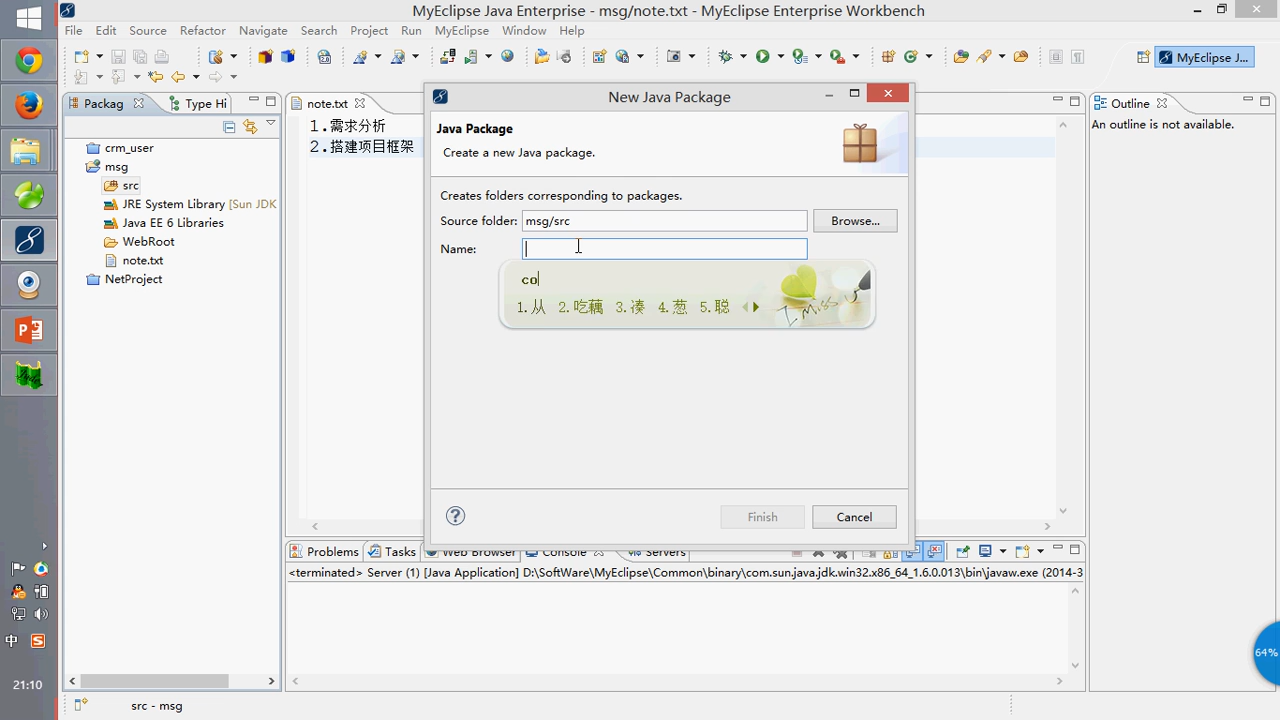 MyEclipse Java Enterprise - msg/note.txt - MyEclipse Enterprise Workbench
File Edit Source Refactor Navigate Search Project Run MyEclipse Window Help
MyEclipse J...
Packag
Type Hi
crm_user
msg
src
JRE System Library [Sun JDK
Java EE 6 Libraries
WebRoot
note.txt
NetProject
note.txt
1.需求分析
2.搭建项目框架
New Java Package
Java Package
Create a new Java package.
Creates folders corresponding to packages.
Source folder: msg/src Browse...
Name:
co
1.从 2.吃藕 3.凑 4.葱 5.聪
Finish Cancel
Outline
An outline is not available.
Problems Tasks Web Browser Console Servers
<terminated> Server (1) [Java Application] D:\SoftWare\MyEclipse\Common\binary\com.sun.java.jdk.win32.x86_64_1.6.0.013\bin\javaw.exe (2014-3
64%
中
21:10
src - msg